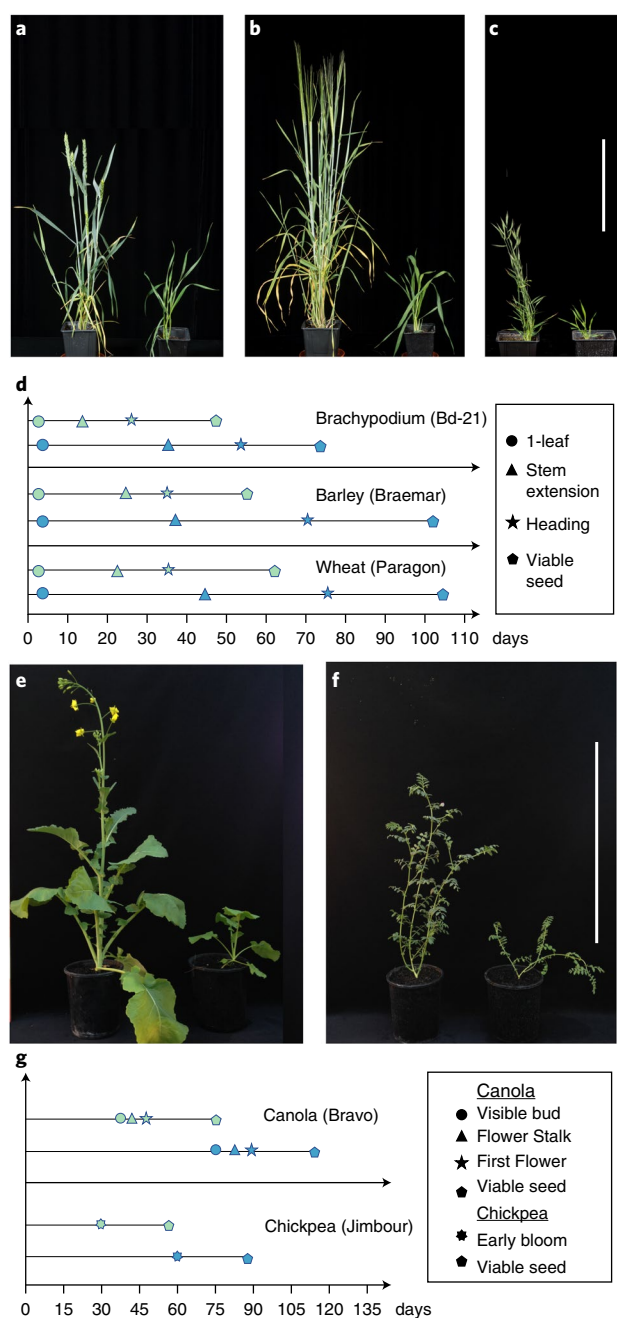 a
b
c
d
Brachypodium (Bd-21)
Barley (Braemar)
Wheat (Paragon)
1-leaf
Stem
extension
Heading
Viable
seed
0 10 20 30 40 50 60 70 80 90 100 110 days
e
f
g
Canola (Bravo)
Chickpea (Jimbour)
Canola
Visible bud
Flower Stalk
First Flower
Viable seed
Chickpea
Early bloom
Viable seed
0 15 30 45 60 75 90 105 120 135 days